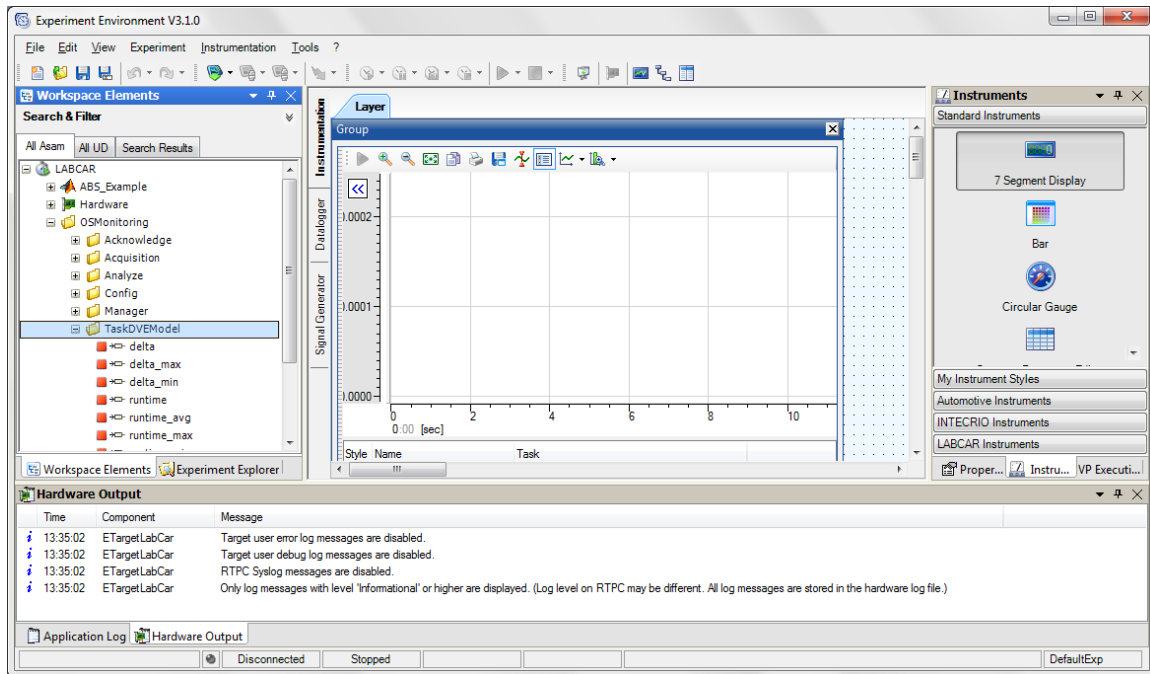 Experiment Environment V3.1.0
File Edit View Experiment Instrumentation Tools ?
Workspace Elements
Search & Filter
All Asam All UD Search Results
LABCAR
ABS_Example
Hardware
OSMonitoring
Acknowledge
Acquisition
Analyze
Config
Manager
TaskDVEModel
delta
delta_max
delta_min
runtime
runtime_avg
runtime_max
Workspace Elements Experiment Explorer
Instrumentation
Datalogger
Signal Generator
Layer
Group
0.0002
0.0001
0.0000
0 2 4 6 8 10
0:00 [sec]
Style Name Task
Instruments
Standard Instruments
7 Segment Display
Bar
Circular Gauge
My Instrument Styles
Automotive Instruments
INTECRIO Instruments
LABCAR Instruments
Proper... Instru... VP Executi...
Hardware Output
Time Component Message
i 13:35:02 ETargetLabCar Target user error log messages are disabled.
i 13:35:02 ETargetLabCar Target user debug log messages are disabled.
i 13:35:02 ETargetLabCar RTPC Syslog messages are disabled.
i 13:35:02 ETargetLabCar Only log messages with level 'Informational' or higher are displayed. (Log level on RTPC may be different. All log messages are stored in the hardware log file.)
Application Log Hardware Output
Disconnected Stopped DefaultExp